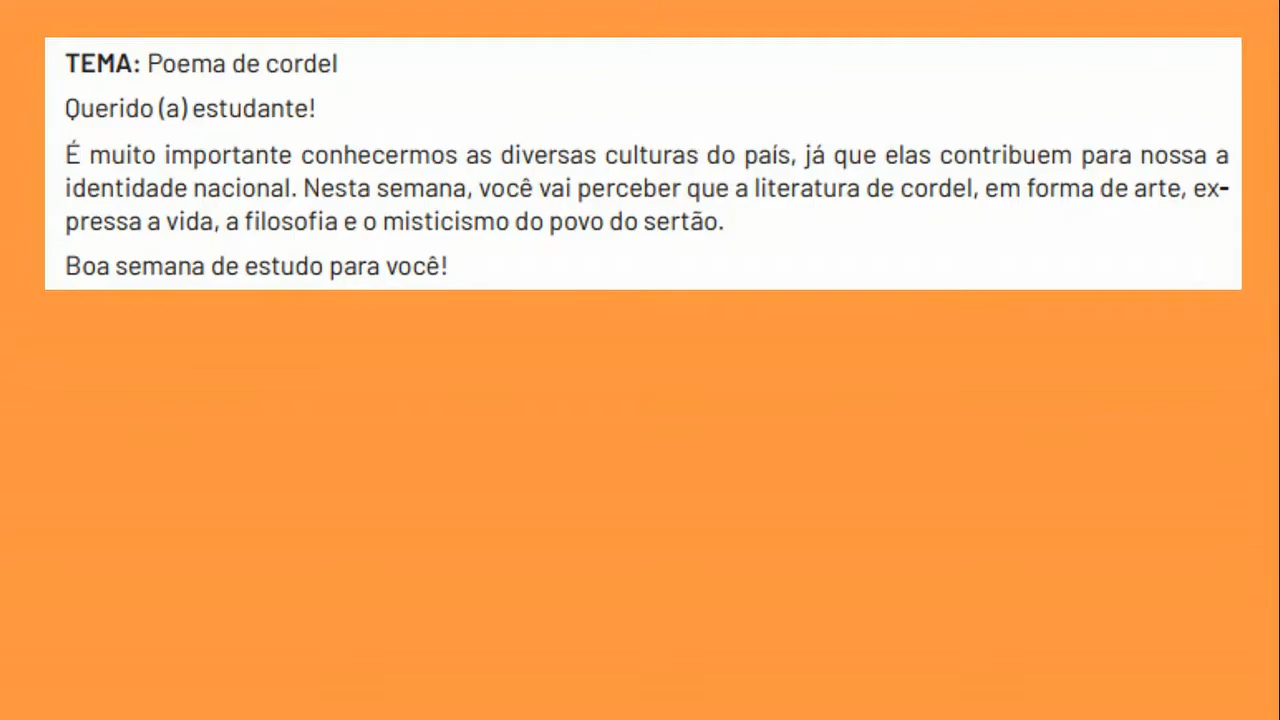 TEMA: Poema de cordel
Querido (a) estudante!
É muito importante conhecermos as diversas culturas do país, já que elas contribuem para nossa a
identidade nacional. Nesta semana, você vai perceber que a literatura de cordel, em forma de arte, ex-
pressa a vida, a filosofia e o misticismo do povo do sertão.
Boa semana de estudo para você!